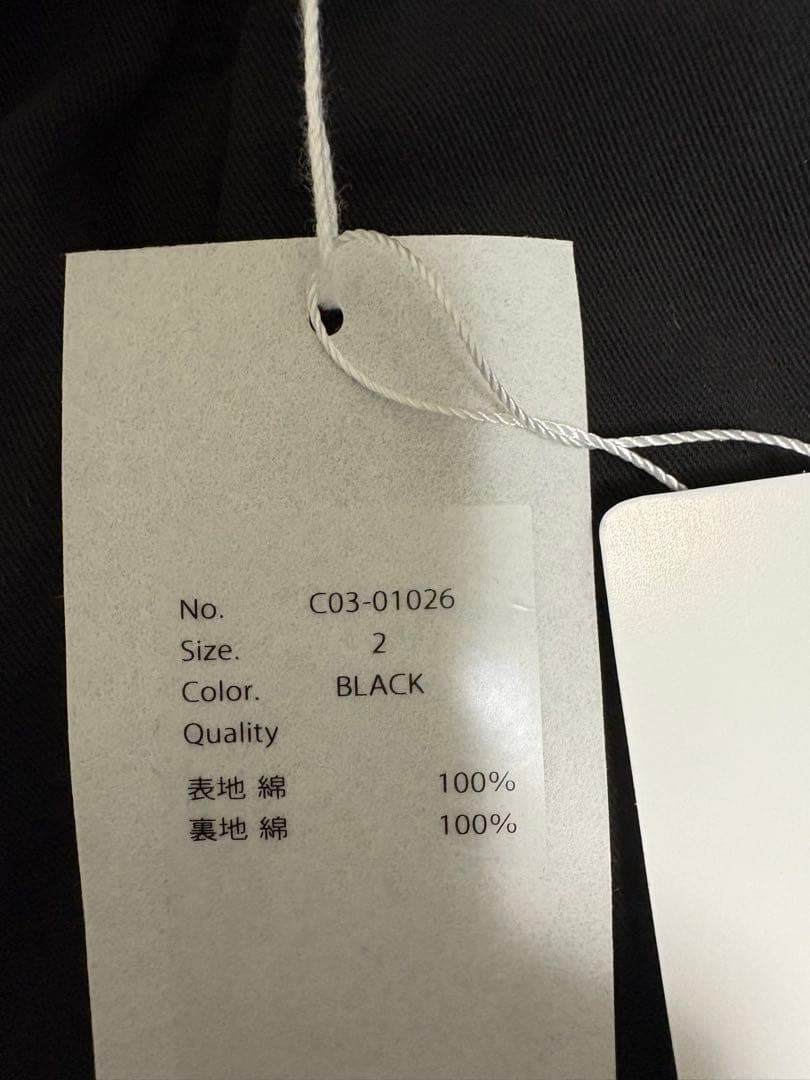 No. C03-01026
Size. 2
Color. BLACK
Quality
表地 綿 100%
裏地 綿 100%